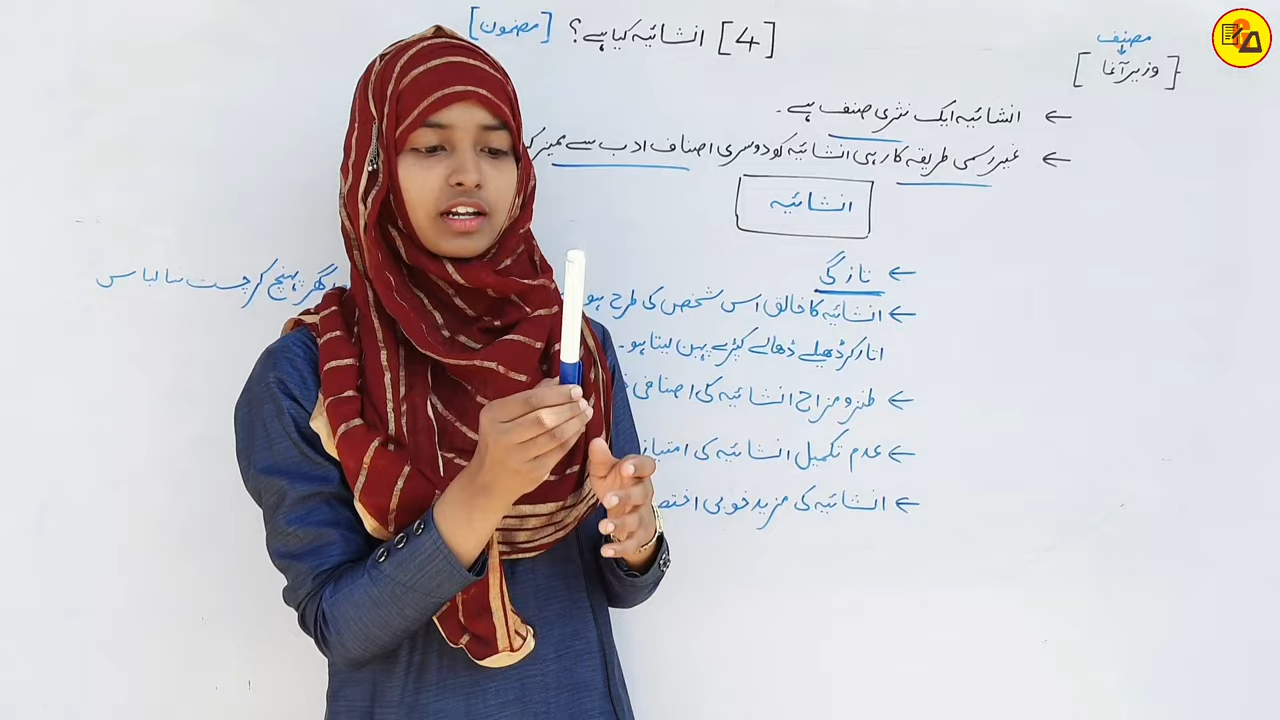 [4] انشائیہ کیا ہے؟ [مضمون]
مصنف
[وزیر آغا]
← انشائیہ ایک نثری صنف ہے۔
← غیر رسمی طریقہ کار ہی انشائیہ کو دوسری اصناف ادب سے ممیز
انشائیہ
← تازگی
← انشائیہ کا خالق اس شخص کی طرح ہو گھر پہنچ کر چست سا لباس
اتار کر ڈھیلے ڈھالے کپڑے پہن لیتا ہو۔
← طنز و مزاح انشائیہ کی اضافی
← عدم تکمیل انشائیہ کی امتیاز
← انشائیہ کی مزید خوبی اختص